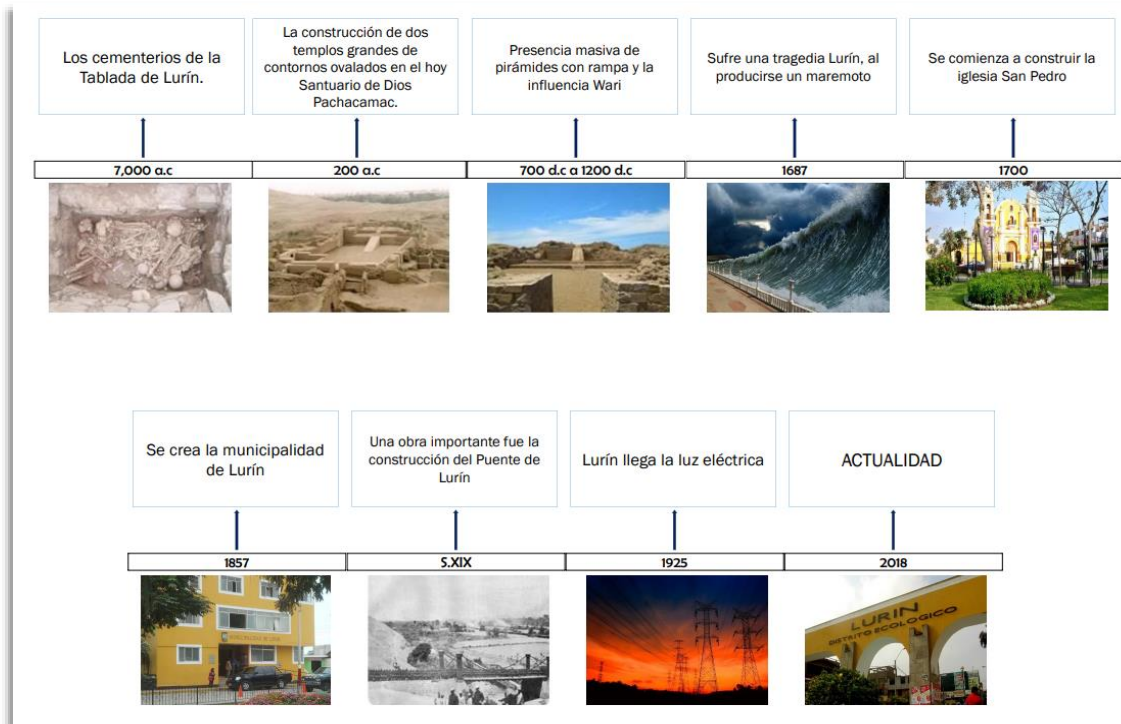 Los cementerios de la
Tablada de Lurín.
La construcción de dos
templos grandes de
contornos ovalados en el hoy
Santuario de Dios
Pachacamac.
Presencia masiva de
pirámides con rampa y la
influencia Wari
Sufre una tragedia Lurín, al
producirse un maremoto
Se comienza a construir la
iglesia San Pedro
7,000 a.c
200 a.c
700 d.c a 1200 d.c
1687
1700
Se crea la municipalidad
de Lurín
Una obra importante fue la
construcción del Puente de
Lurín
Lurín llega la luz eléctrica
ACTUALIDAD
1857
S.XIX
1925
2018
LURIN
DISTRITO ECOLOGICO